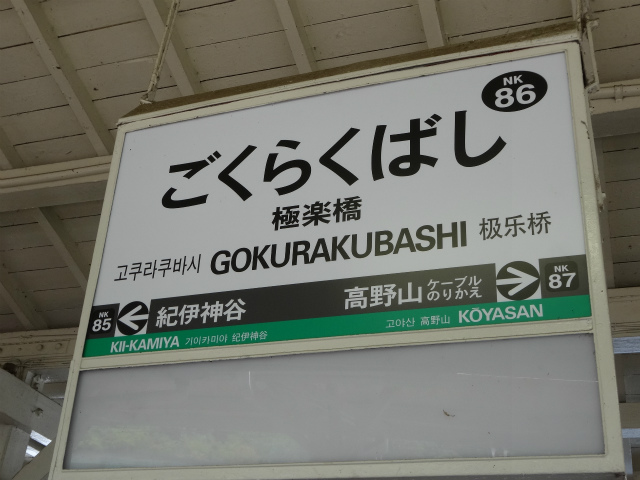 NK
86
ごくらくばし
極楽橋
고쿠라쿠바시 GOKURAKUBASHI 极乐桥
NK
85
紀伊神谷
高野山
ケーブル
のりかえ
NK
87
KII-KAMIYA 기이카미야 紀伊神谷
고야산 高野山 KŌYASAN